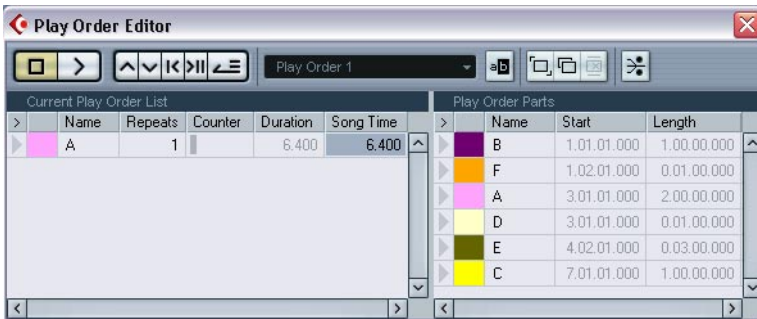 Play Order Editor
Play Order 1
ab
Current Play Order List
> Name Repeats Counter Duration Song Time
A 1 6.400 6.400
Play Order Parts
> Name Start Length
B 1.01.01.000 1.00.00.000
F 1.02.01.000 0.01.00.000
A 3.01.01.000 2.00.00.000
D 3.01.01.000 0.01.00.000
E 4.02.01.000 0.03.00.000
C 7.01.01.000 1.00.00.000